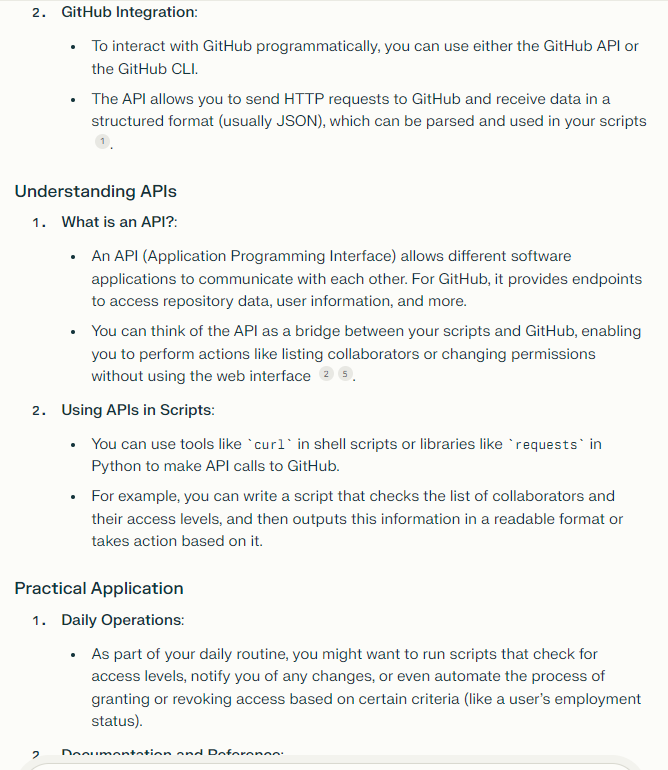 2. GitHub Integration:
• To interact with GitHub programmatically, you can use either the GitHub API or
the GitHub CLI.
• The API allows you to send HTTP requests to GitHub and receive data in a
structured format (usually JSON), which can be parsed and used in your scripts
1.
Understanding APIs
1. What is an API?:
• An API (Application Programming Interface) allows different software
applications to communicate with each other. For GitHub, it provides endpoints
to access repository data, user information, and more.
• You can think of the API as a bridge between your scripts and GitHub, enabling
you to perform actions like listing collaborators or changing permissions
without using the web interface 2 5.
2. Using APIs in Scripts:
• You can use tools like `curl` in shell scripts or libraries like `requests` in
Python to make API calls to GitHub.
• For example, you can write a script that checks the list of collaborators and
their access levels, and then outputs this information in a readable format or
takes action based on it.
Practical Application
1. Daily Operations:
• As part of your daily routine, you might want to run scripts that check for
access levels, notify you of any changes, or even automate the process of
granting or revoking access based on certain criteria (like a user's employment
status).
2. Documentation and Reference: